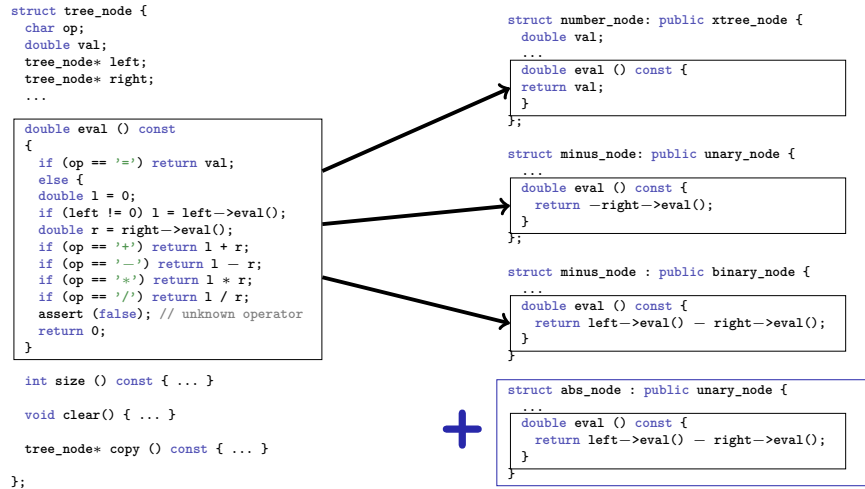 struct tree_node {
char op;
double val;
tree_node* left;
tree_node* right;
...
double eval () const
{
if (op == '=') return val;
else {
double l = 0;
if (left != 0) l = left−>eval();
double r = right−>eval();
if (op == '+') return l + r;
if (op == '−') return l − r;
if (op == '*') return l * r;
if (op == '/') return l / r;
assert (false); // unknown operator
return 0;
}
int size () const { ... }
void clear() { ... }
tree_node* copy () const { ... }
};
struct number_node: public xtree_node {
double val;
...
double eval () const {
return val;
}
};
struct minus_node: public unary_node {
...
double eval () const {
return −right−>eval();
}
};
struct minus_node : public binary_node {
...
double eval () const {
return left−>eval() − right−>eval();
}
}
+
struct abs_node : public unary_node {
...
double eval () const {
return left−>eval() − right−>eval();
}
}